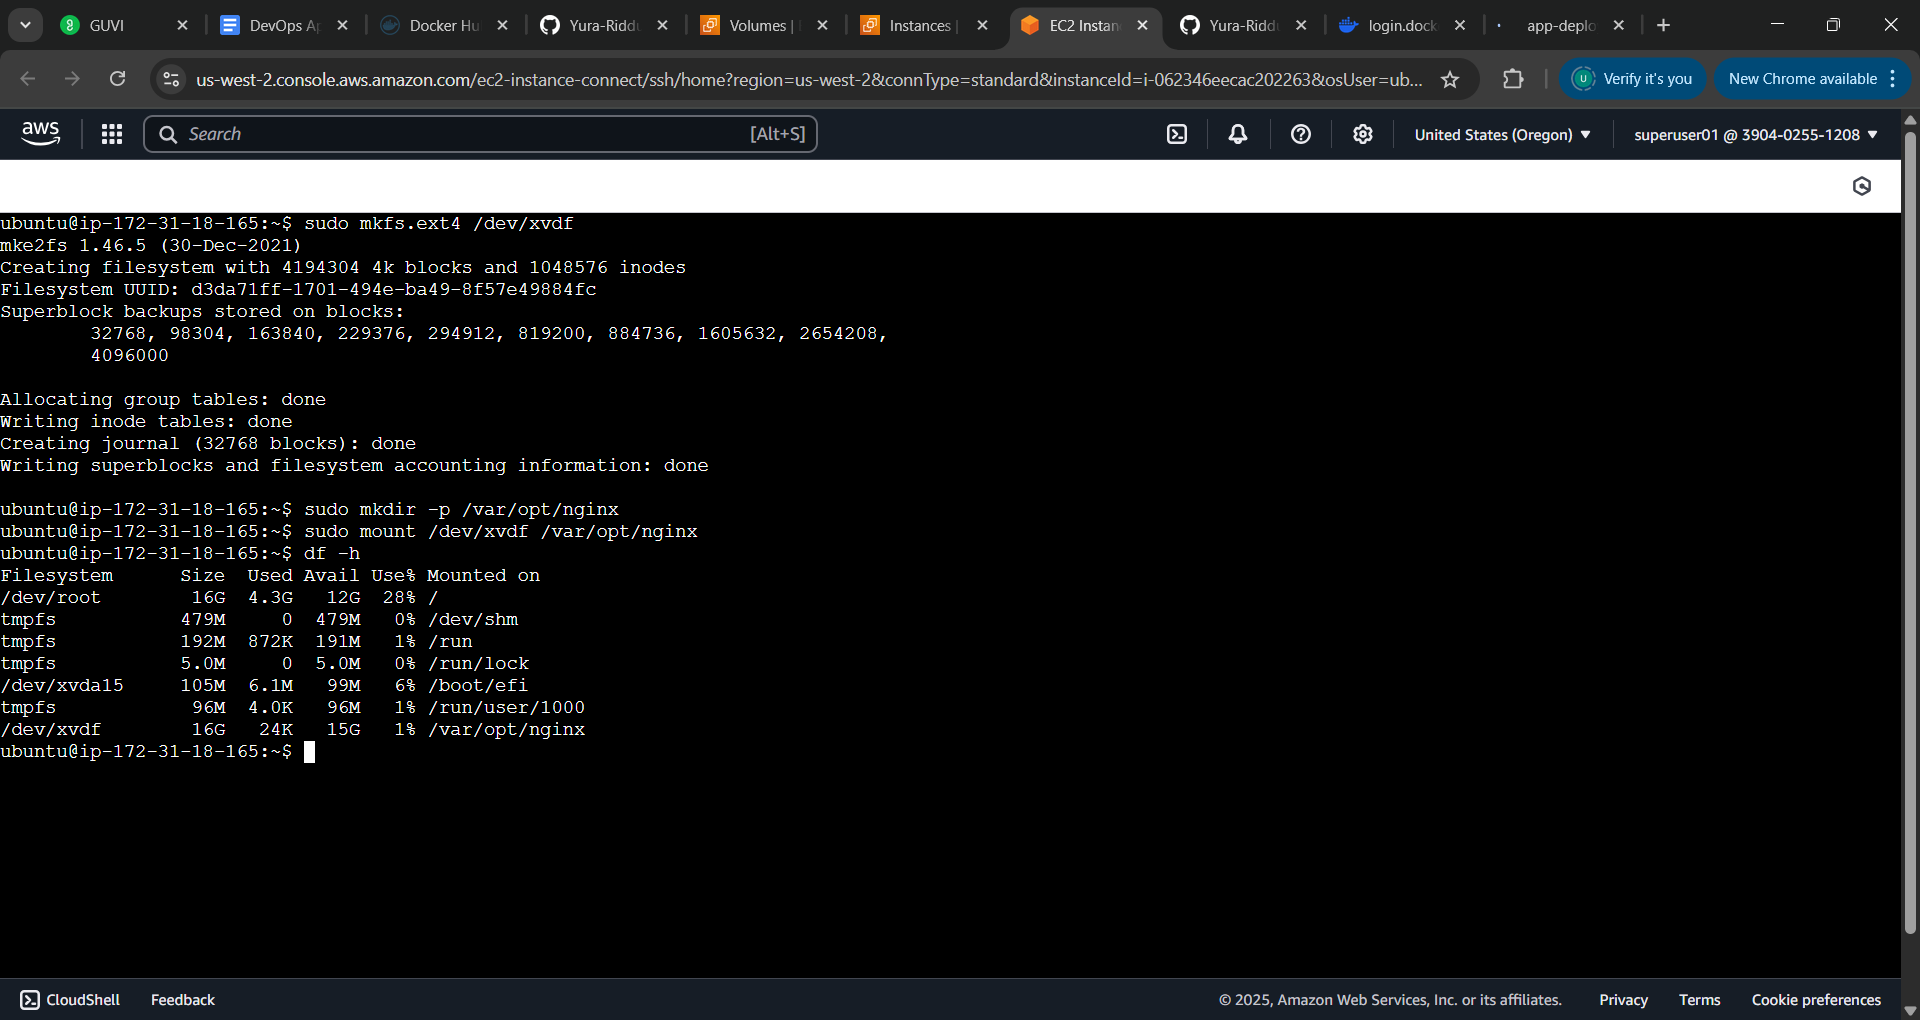 GUVI
DevOps Ap
Docker Hu
Yura-Riddu
Volumes |
Instances |
EC2 Instan
Yura-Riddu
login.dock
app-deplo
us-west-2.console.aws.amazon.com/ec2-instance-connect/ssh/home?region=us-west-2&connType=standard&instanceId=i-062346eecac202263&osUser=ub...
U Verify it's you
New Chrome available
aws
Search [Alt+S]
United States (Oregon)
superuser01 @ 3904-0255-1208
ubuntu@ip-172-31-18-165:~$ sudo mkfs.ext4 /dev/xvdf
mke2fs 1.46.5 (30-Dec-2021)
Creating filesystem with 4194304 4k blocks and 1048576 inodes
Filesystem UUID: d3da71ff-1701-494e-ba49-8f57e49884fc
Superblock backups stored on blocks:
32768, 98304, 163840, 229376, 294912, 819200, 884736, 1605632, 2654208,
4096000
Allocating group tables: done
Writing inode tables: done
Creating journal (32768 blocks): done
Writing superblocks and filesystem accounting information: done
ubuntu@ip-172-31-18-165:~$ sudo mkdir -p /var/opt/nginx
ubuntu@ip-172-31-18-165:~$ sudo mount /dev/xvdf /var/opt/nginx
ubuntu@ip-172-31-18-165:~$ df -h
Filesystem      Size  Used Avail Use% Mounted on
/dev/root        16G  4.3G   12G  28% /
tmpfs           479M     0  479M   0% /dev/shm
tmpfs           192M  872K  191M   1% /run
tmpfs           5.0M     0  5.0M   0% /run/lock
/dev/xvda15     105M  6.1M   99M   6% /boot/efi
tmpfs            96M  4.0K   96M   1% /run/user/1000
/dev/xvdf        16G   24K   15G   1% /var/opt/nginx
ubuntu@ip-172-31-18-165:~$
CloudShell Feedback © 2025, Amazon Web Services, Inc. or its affiliates. Privacy Terms Cookie preferences